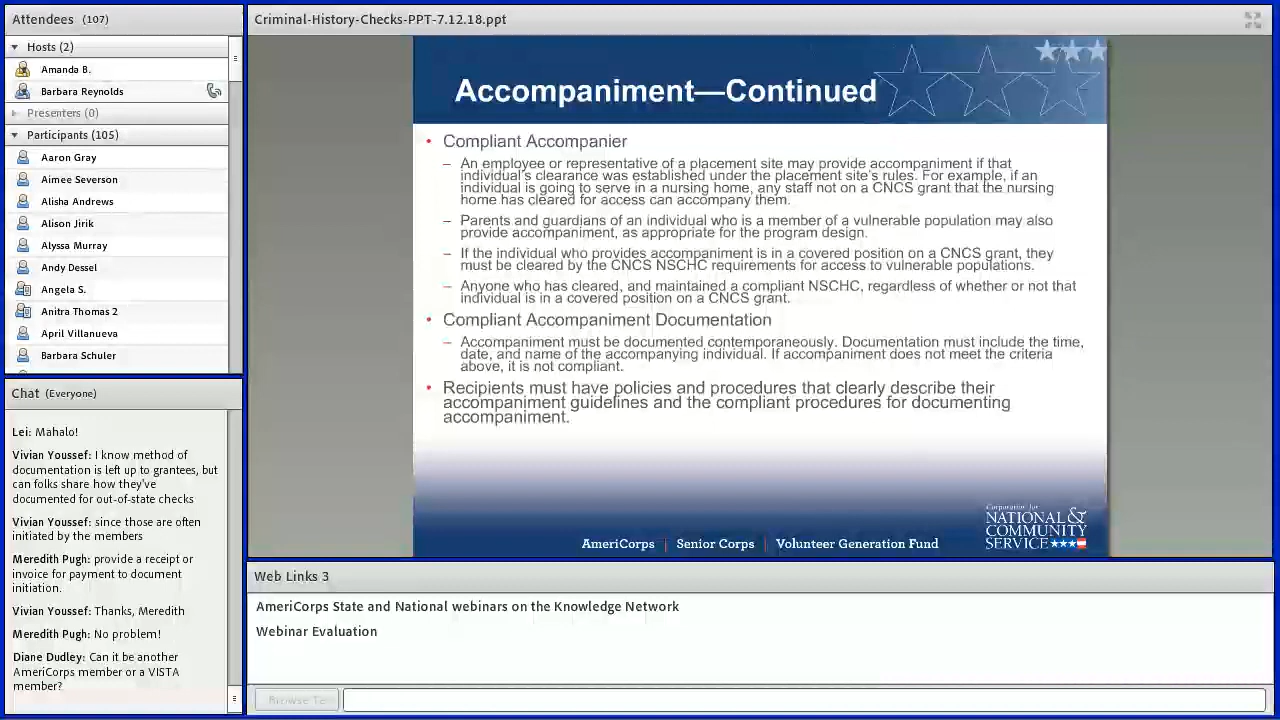 Attendees (107)
Hosts (2)
Amanda B.
Barbara Reynolds
Presenters (0)
Participants (105)
Aaron Gray
Aimee Severson
Alisha Andrews
Alison Jirik
Alyssa Murray
Andy Dessel
Angela S.
Anitra Thomas 2
April Villanueva
Barbara Schuler
Chat (Everyone)
Lei: Mahalo!
Vivian Youssef: I know method of
documentation is left up to grantees, but
can folks share how they've
documented for out-of-state checks
Vivian Youssef: since those are often
initiated by the members
Meredith Pugh: provide a receipt or
invoice for payment to document
initiation.
Vivian Youssef: Thanks, Meredith
Meredith Pugh: No problem!
Diane Dudley: Can it be another
AmeriCorps member or a VISTA
member?
Criminal-History-Checks-PPT-7.12.18.ppt
Accompaniment—Continued
• Compliant Accompanier
– An employee or representative of a placement site may provide accompaniment if that
individual's clearance was established under the placement site's rules. For example, if an
individual is going to serve in a nursing home, any staff not on a CNCS grant that the nursing
home has cleared for access can accompany them.
– Parents and guardians of an individual who is a member of a vulnerable population may also
provide accompaniment, as appropriate for the program design.
– If the individual who provides accompaniment is in a covered position on a CNCS grant, they
must be cleared by the CNCS NSCHC requirements for access to vulnerable populations.
– Anyone who has cleared, and maintained a compliant NSCHC, regardless of whether or not that
individual is in a covered position on a CNCS grant.
• Compliant Accompaniment Documentation
– Accompaniment must be documented contemporaneously. Documentation must include the time,
date, and name of the accompanying individual. If accompaniment does not meet the criteria
above, it is not compliant.
• Recipients must have policies and procedures that clearly describe their
accompaniment guidelines and the compliant procedures for documenting
accompaniment.
AmeriCorps | Senior Corps | Volunteer Generation Fund
Corporation for
NATIONAL &
COMMUNITY
SERVICE
Web Links 3
AmeriCorps State and National webinars on the Knowledge Network
Webinar Evaluation
Browse To